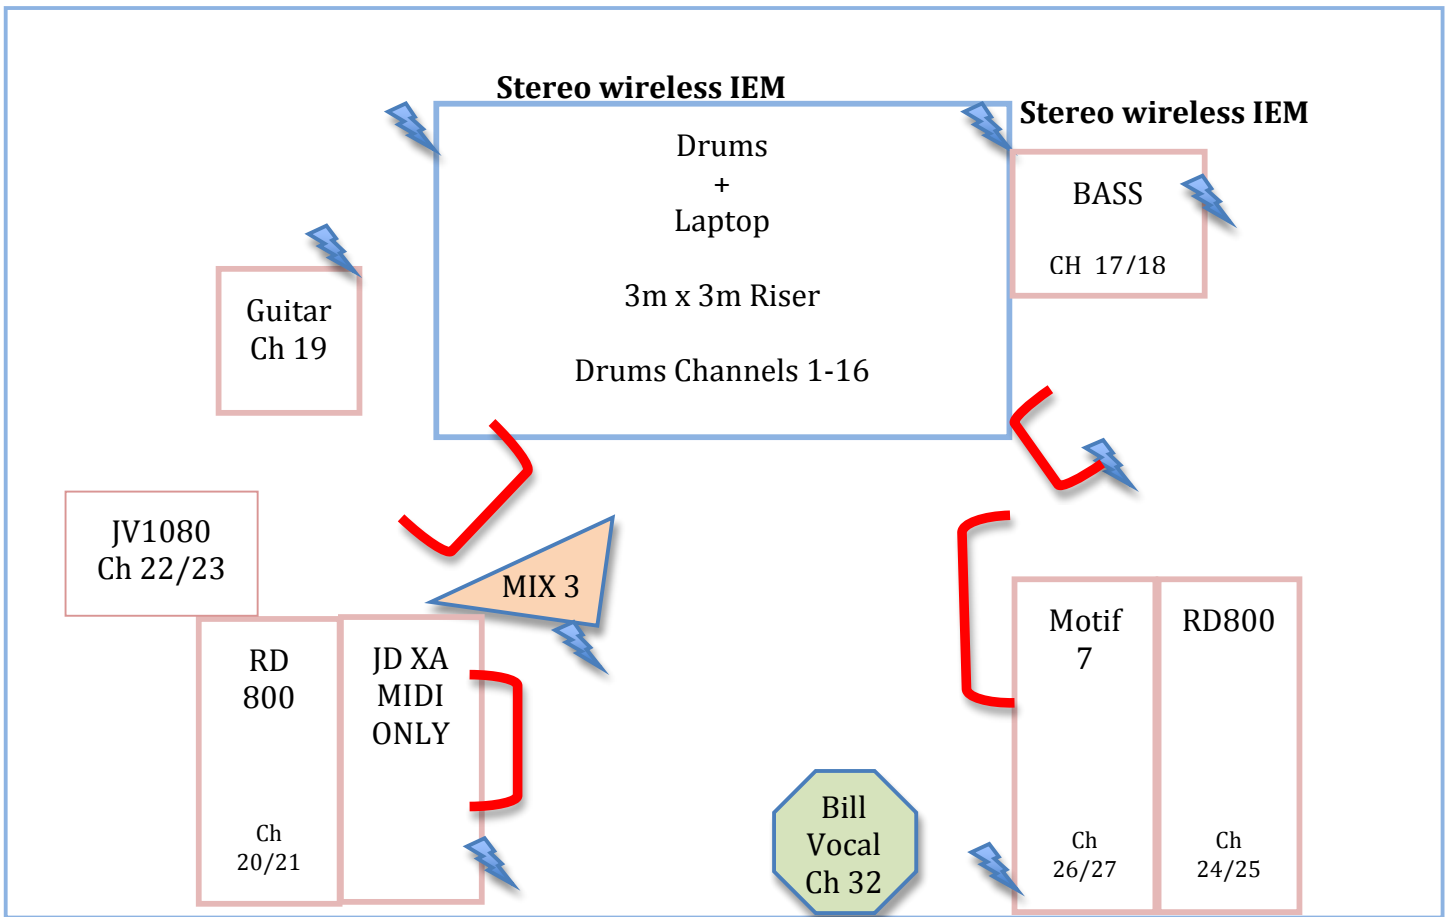 Stereo wireless IEM
Stereo wireless IEM
Drums
+
Laptop
3m x 3m Riser
Drums Channels 1-16
BASS
CH 17/18
Guitar
Ch 19
JV1080
Ch 22/23
MIX 3
RD
800
Ch
20/21
JD XA
MIDI
ONLY
Bill
Vocal
Ch 32
Motif
7
Ch
26/27
RD800
Ch
24/25